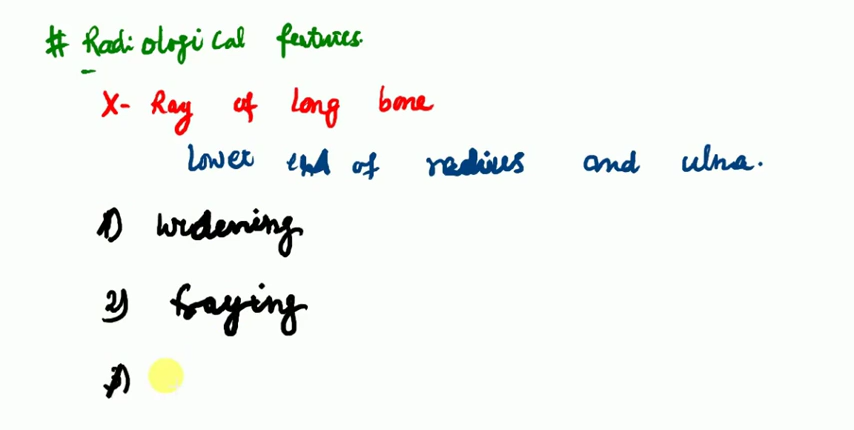 # Radiological features.
X- Ray of long bone
lower end of radius and ulna.
1) widening
2) fraying
3)